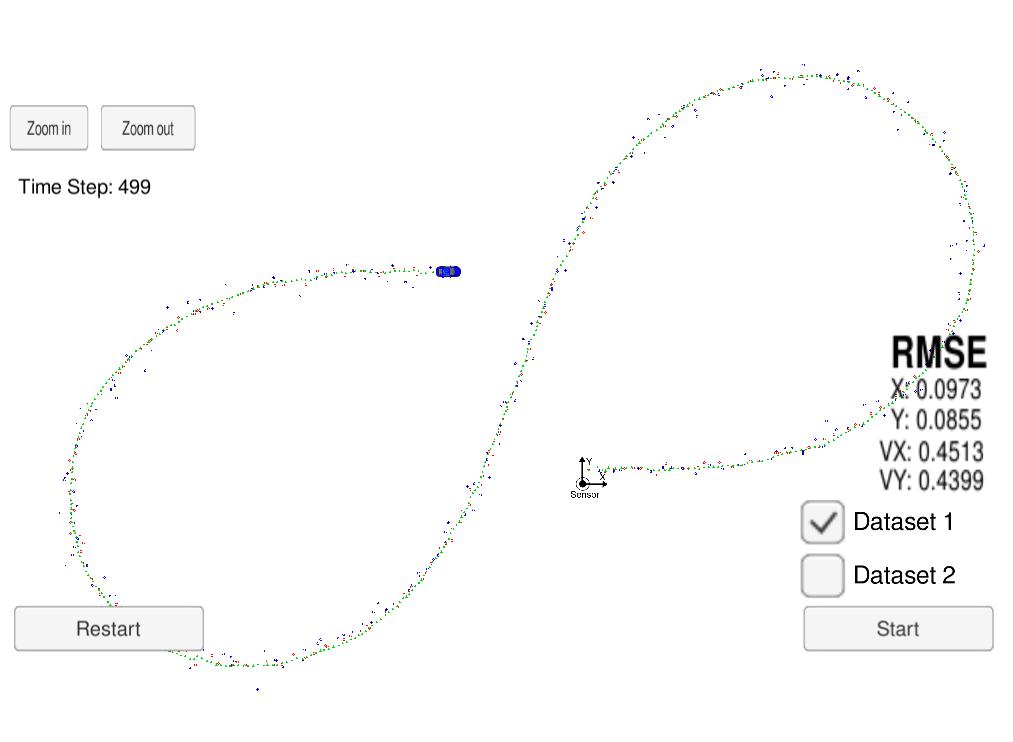 Zoom in
Zoom out
Time Step: 499
RMSE
X: 0.0973
Y: 0.0855
VX: 0.4513
VY: 0.4399
Y
X
Sensor
Dataset 1
Dataset 2
Restart
Start